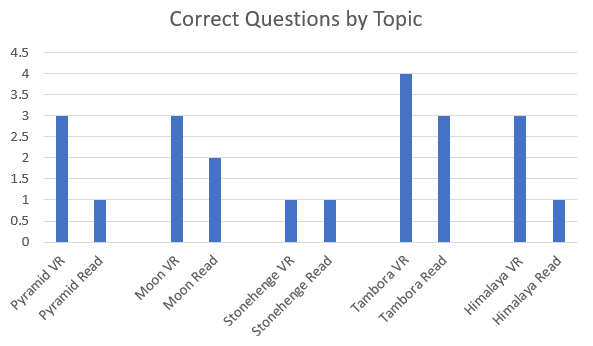 Correct Questions by Topic
4.5
4
3.5
3
2.5
2
1.5
1
0.5
0
Pyramid VR
Pyramid Read
Moon VR
Moon Read
Stonehenge VR
Stonehenge Read
Tambora VR
Tambora Read
Himalaya VR
Himalaya Read